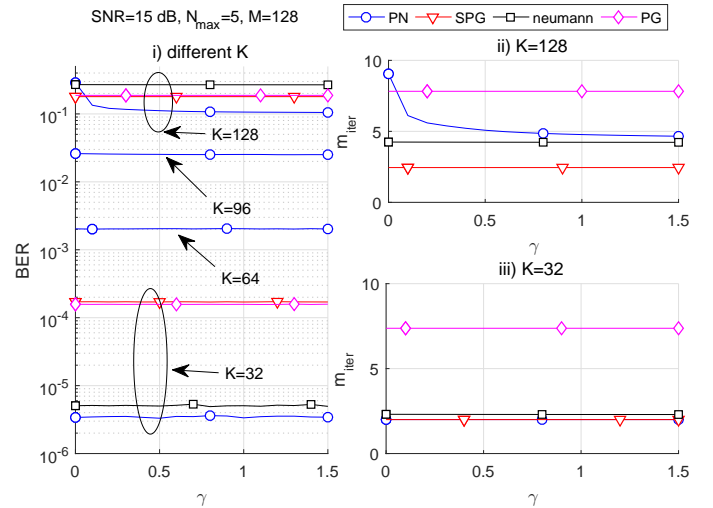 SNR=15 dB, N_max=5, M=128
PN SPG neumann PG
i) different K
10^-1
10^-2
10^-3
10^-4
10^-5
10^-6
BER
K=128
K=96
K=64
K=32
0 0.5 1 1.5
γ
ii) K=128
10
5
0
m_iter
0 0.5 1 1.5
γ
iii) K=32
10
5
0
m_iter
0 0.5 1 1.5
γ